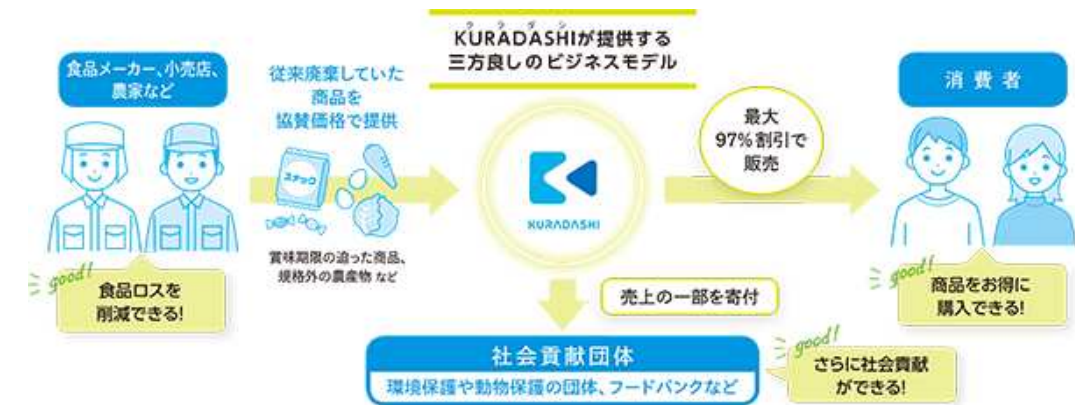 クラダシ
KURADASHIが提供する
三方良しのビジネスモデル
食品メーカー、小売店、
農家など
従来廃棄していた
商品を
協賛価格で提供
スナック
賞味期限の迫った商品、
規格外の農産物 など
good!
食品ロスを
削減できる!
KURADASHI
最大
97%割引で
販売
消費者
good!
商品をお得に
購入できる!
売上の一部を寄付
社会貢献団体
環境保護や動物保護の団体、フードバンクなど
good!
さらに社会貢献
ができる!